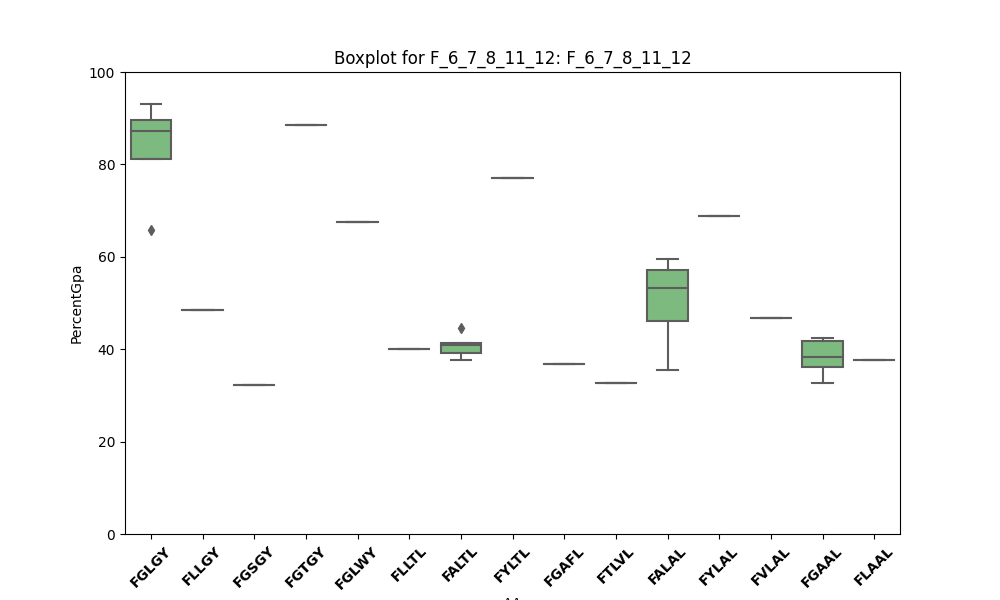 Boxplot for F_6_7_8_11_12: F_6_7_8_11_12
100
80
60
40
20
0
PercentGpa
FGLGY
FLLGY
FGSGY
FGTGY
FGLWY
FLLTL
FALTL
FYLTL
FGAFL
FTLVL
FALAL
FYLAL
FVLAL
FGAAL
FLAAL